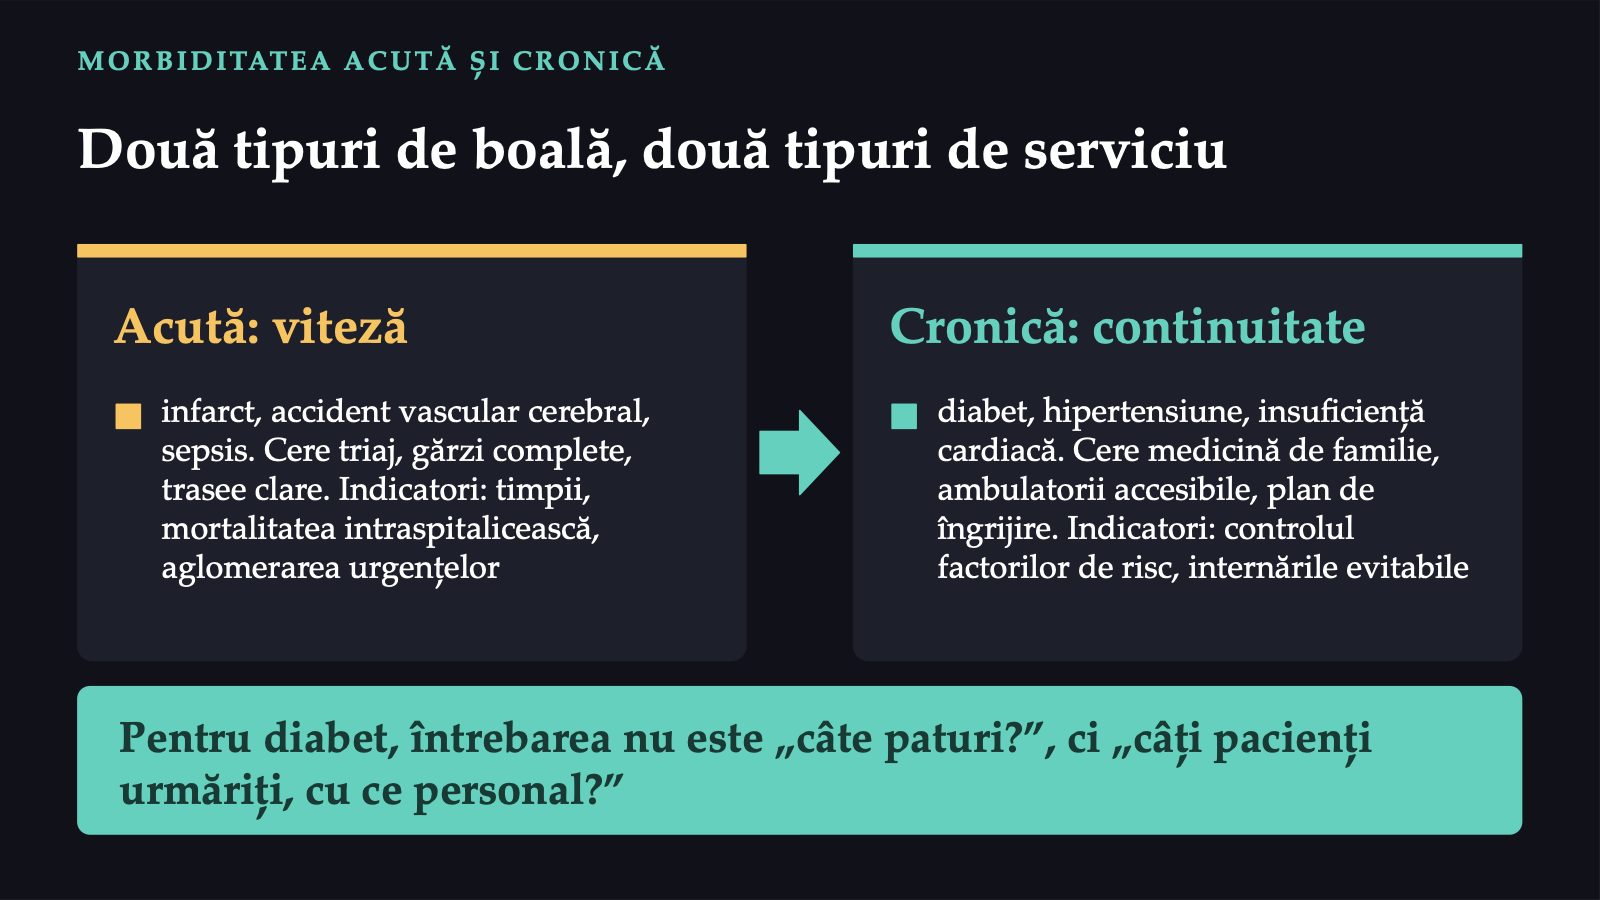 MORBIDITATEA ACUTĂ ȘI CRONICĂ
Două tipuri de boală, două tipuri de serviciu
Acută: viteză
infarct, accident vascular cerebral,
sepsis. Cere triaj, gărzi complete,
trasee clare. Indicatori: timpii,
mortalitatea intraspitalicească,
aglomerarea urgențelor
Cronică: continuitate
diabet, hipertensiune, insuficiență
cardiacă. Cere medicină de familie,
ambulatorii accesibile, plan de
îngrijire. Indicatori: controlul
factorilor de risc, internările evitabile
Pentru diabet, întrebarea nu este „câte paturi?”, ci „câți pacienți
urmăriți, cu ce personal?”